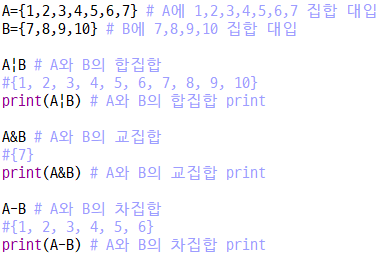 A={1,2,3,4,5,6,7} # A에 1,2,3,4,5,6,7 집합 대입
B={7,8,9,10} # B에 7,8,9,10 집합 대입
A¦B # A와 B의 합집합
#{1, 2, 3, 4, 5, 6, 7, 8, 9, 10}
print(A¦B) # A와 B의 합집합 print
A&B # A와 B의 교집합
#{7}
print(A&B) # A와 B의 교집합 print
A-B # A와 B의 차집합
#{1, 2, 3, 4, 5, 6}
print(A-B) # A와 B의 차집합 print